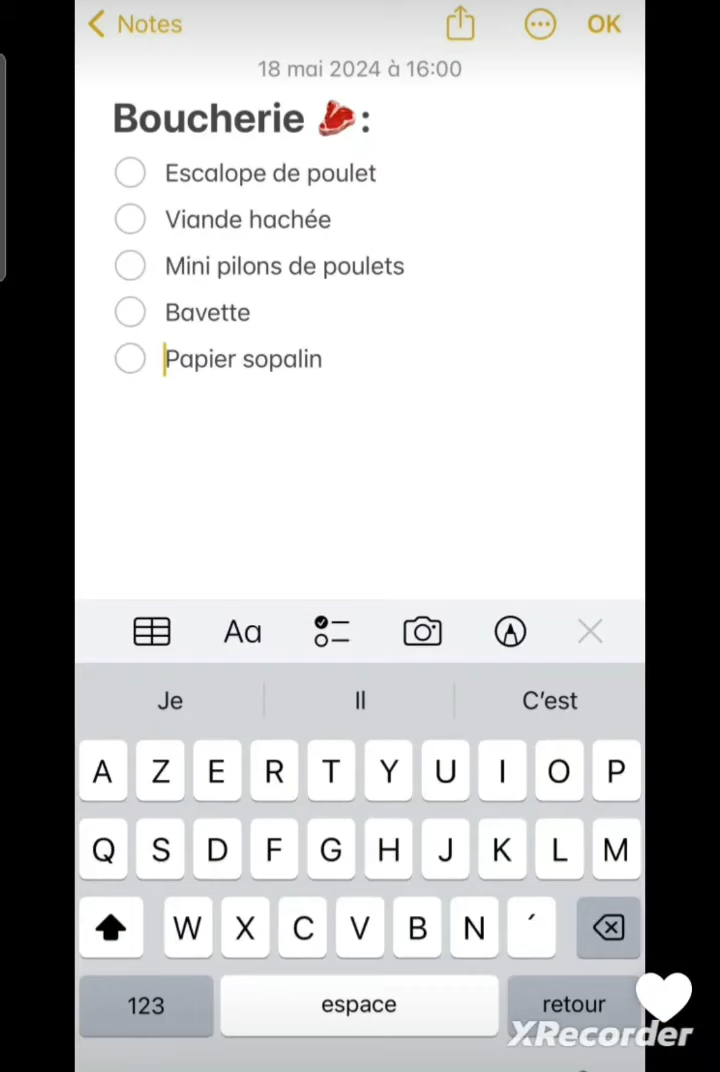 Notes
OK
18 mai 2024 à 16:00
Boucherie 🥩:
Escalope de poulet
Viande hachée
Mini pilons de poulets
Bavette
Papier sopalin
Aa
Je Il C'est
A Z E R T Y U I O P
Q S D F G H J K L M
W X C V B N ´
123 espace retour
XRecorder